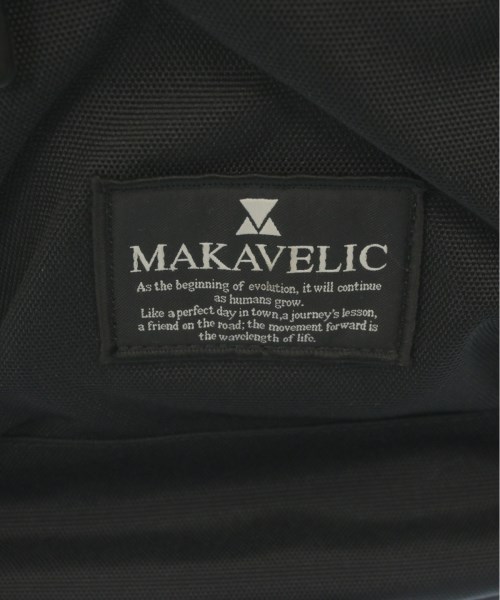 MAKAVELIC
As the beginning of evolution, it will continue
as humans grow.
Like a perfect day in town,a journey's lesson,
a friend on the road; the movement forward is
the wavelength of life.